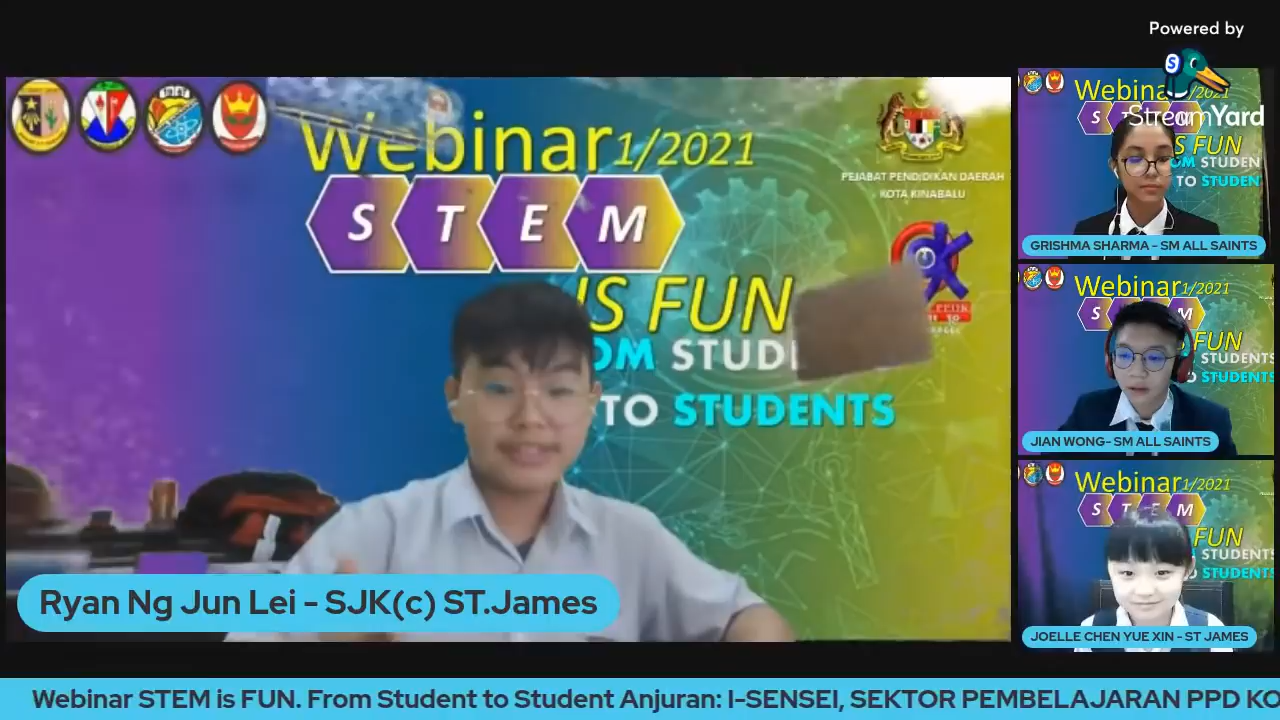 Powered by
StreamYard
Webinar 1/2021
S T E M
IS FUN
OM STUDE
TO STUDENTS
PEJABAT PENDIDIKAN DAERAH
KOTA KINABALU
Ryan Ng Jun Lei - SJK(c) ST.James
Webinar 1/2021
S
S FUN
OM STUDEN
TO STUDENT
GRISHMA SHARMA - SM ALL SAINTS
Webinar 1/2021
S M
FUN
STUDENTS
STUDENTS
JIAN WONG- SM ALL SAINTS
Webinar 1/2021
S T E M
FUN
STUDENTS
STUDENTS
JOELLE CHEN YUE XIN - ST JAMES
Webinar STEM is FUN. From Student to Student Anjuran: I-SENSEI, SEKTOR PEMBELAJARAN PPD KO